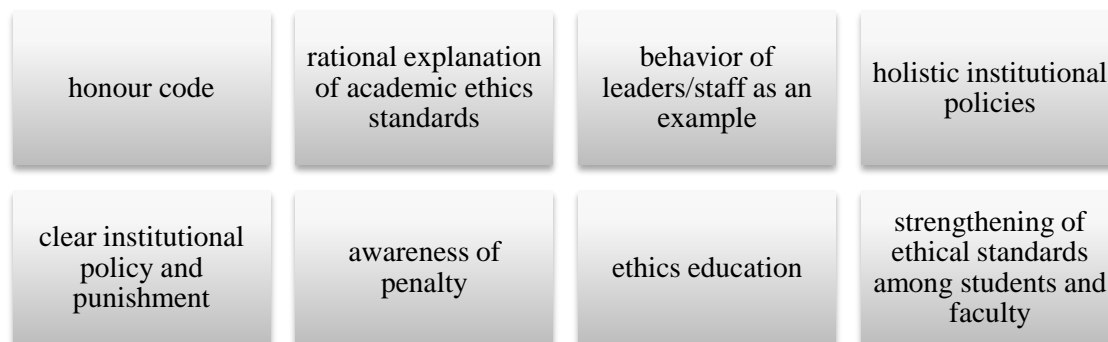 honour code
rational explanation
of academic ethics
standards
behavior of
leaders/staff as an
example
holistic institutional
policies
clear institutional
policy and
punishment
awareness of
penalty
ethics education
strengthening of
ethical standards
among students and
faculty